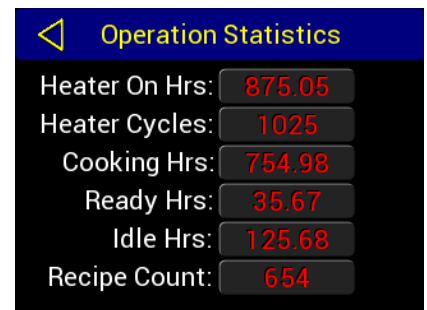 Operation Statistics
Heater On Hrs: 875.05
Heater Cycles: 1025
Cooking Hrs: 754.98
Ready Hrs: 35.67
Idle Hrs: 125.68
Recipe Count: 654